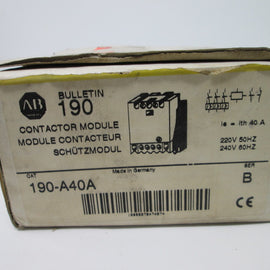 AB
BULLETIN
190
CONTACTOR MODULE
MODULE CONTACTEUR
SCHÜTZMODUL
Ie = Ith 40 A
220V 50HZ
240V 60HZ
Made in Germany
CAT
190-A40A
SER
B
CE